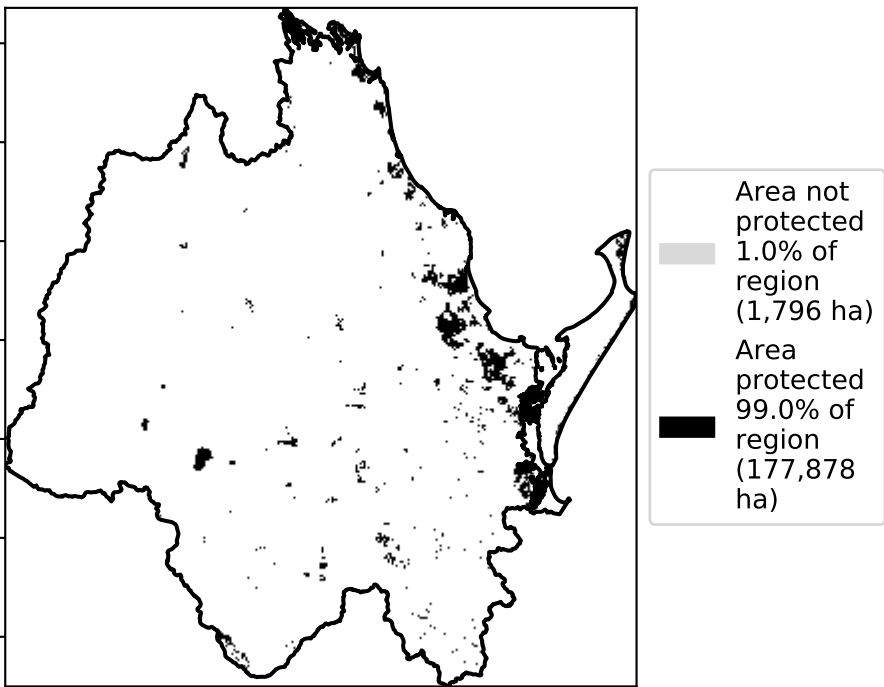 Area not
protected
1.0% of
region
(1,796 ha)
Area
protected
99.0% of
region
(177,878
ha)